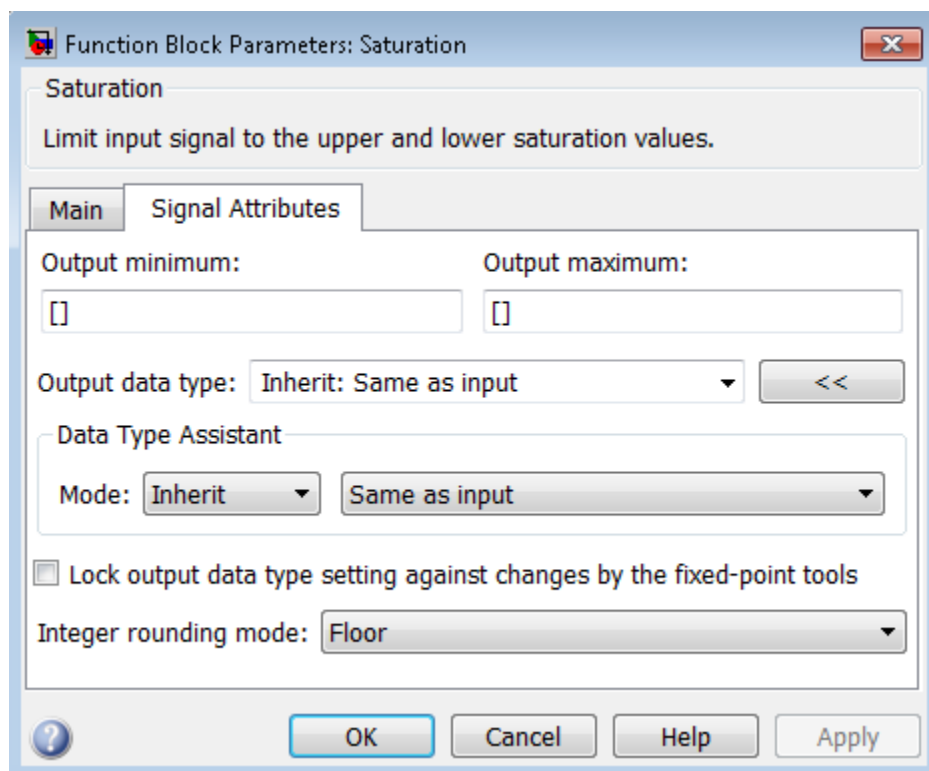 Function Block Parameters: Saturation
Saturation
Limit input signal to the upper and lower saturation values.
Main Signal Attributes
Output minimum: Output maximum:
[] []
Output data type: Inherit: Same as input <<
Data Type Assistant
Mode: Inherit Same as input
Lock output data type setting against changes by the fixed-point tools
Integer rounding mode: Floor
? OK Cancel Help Apply